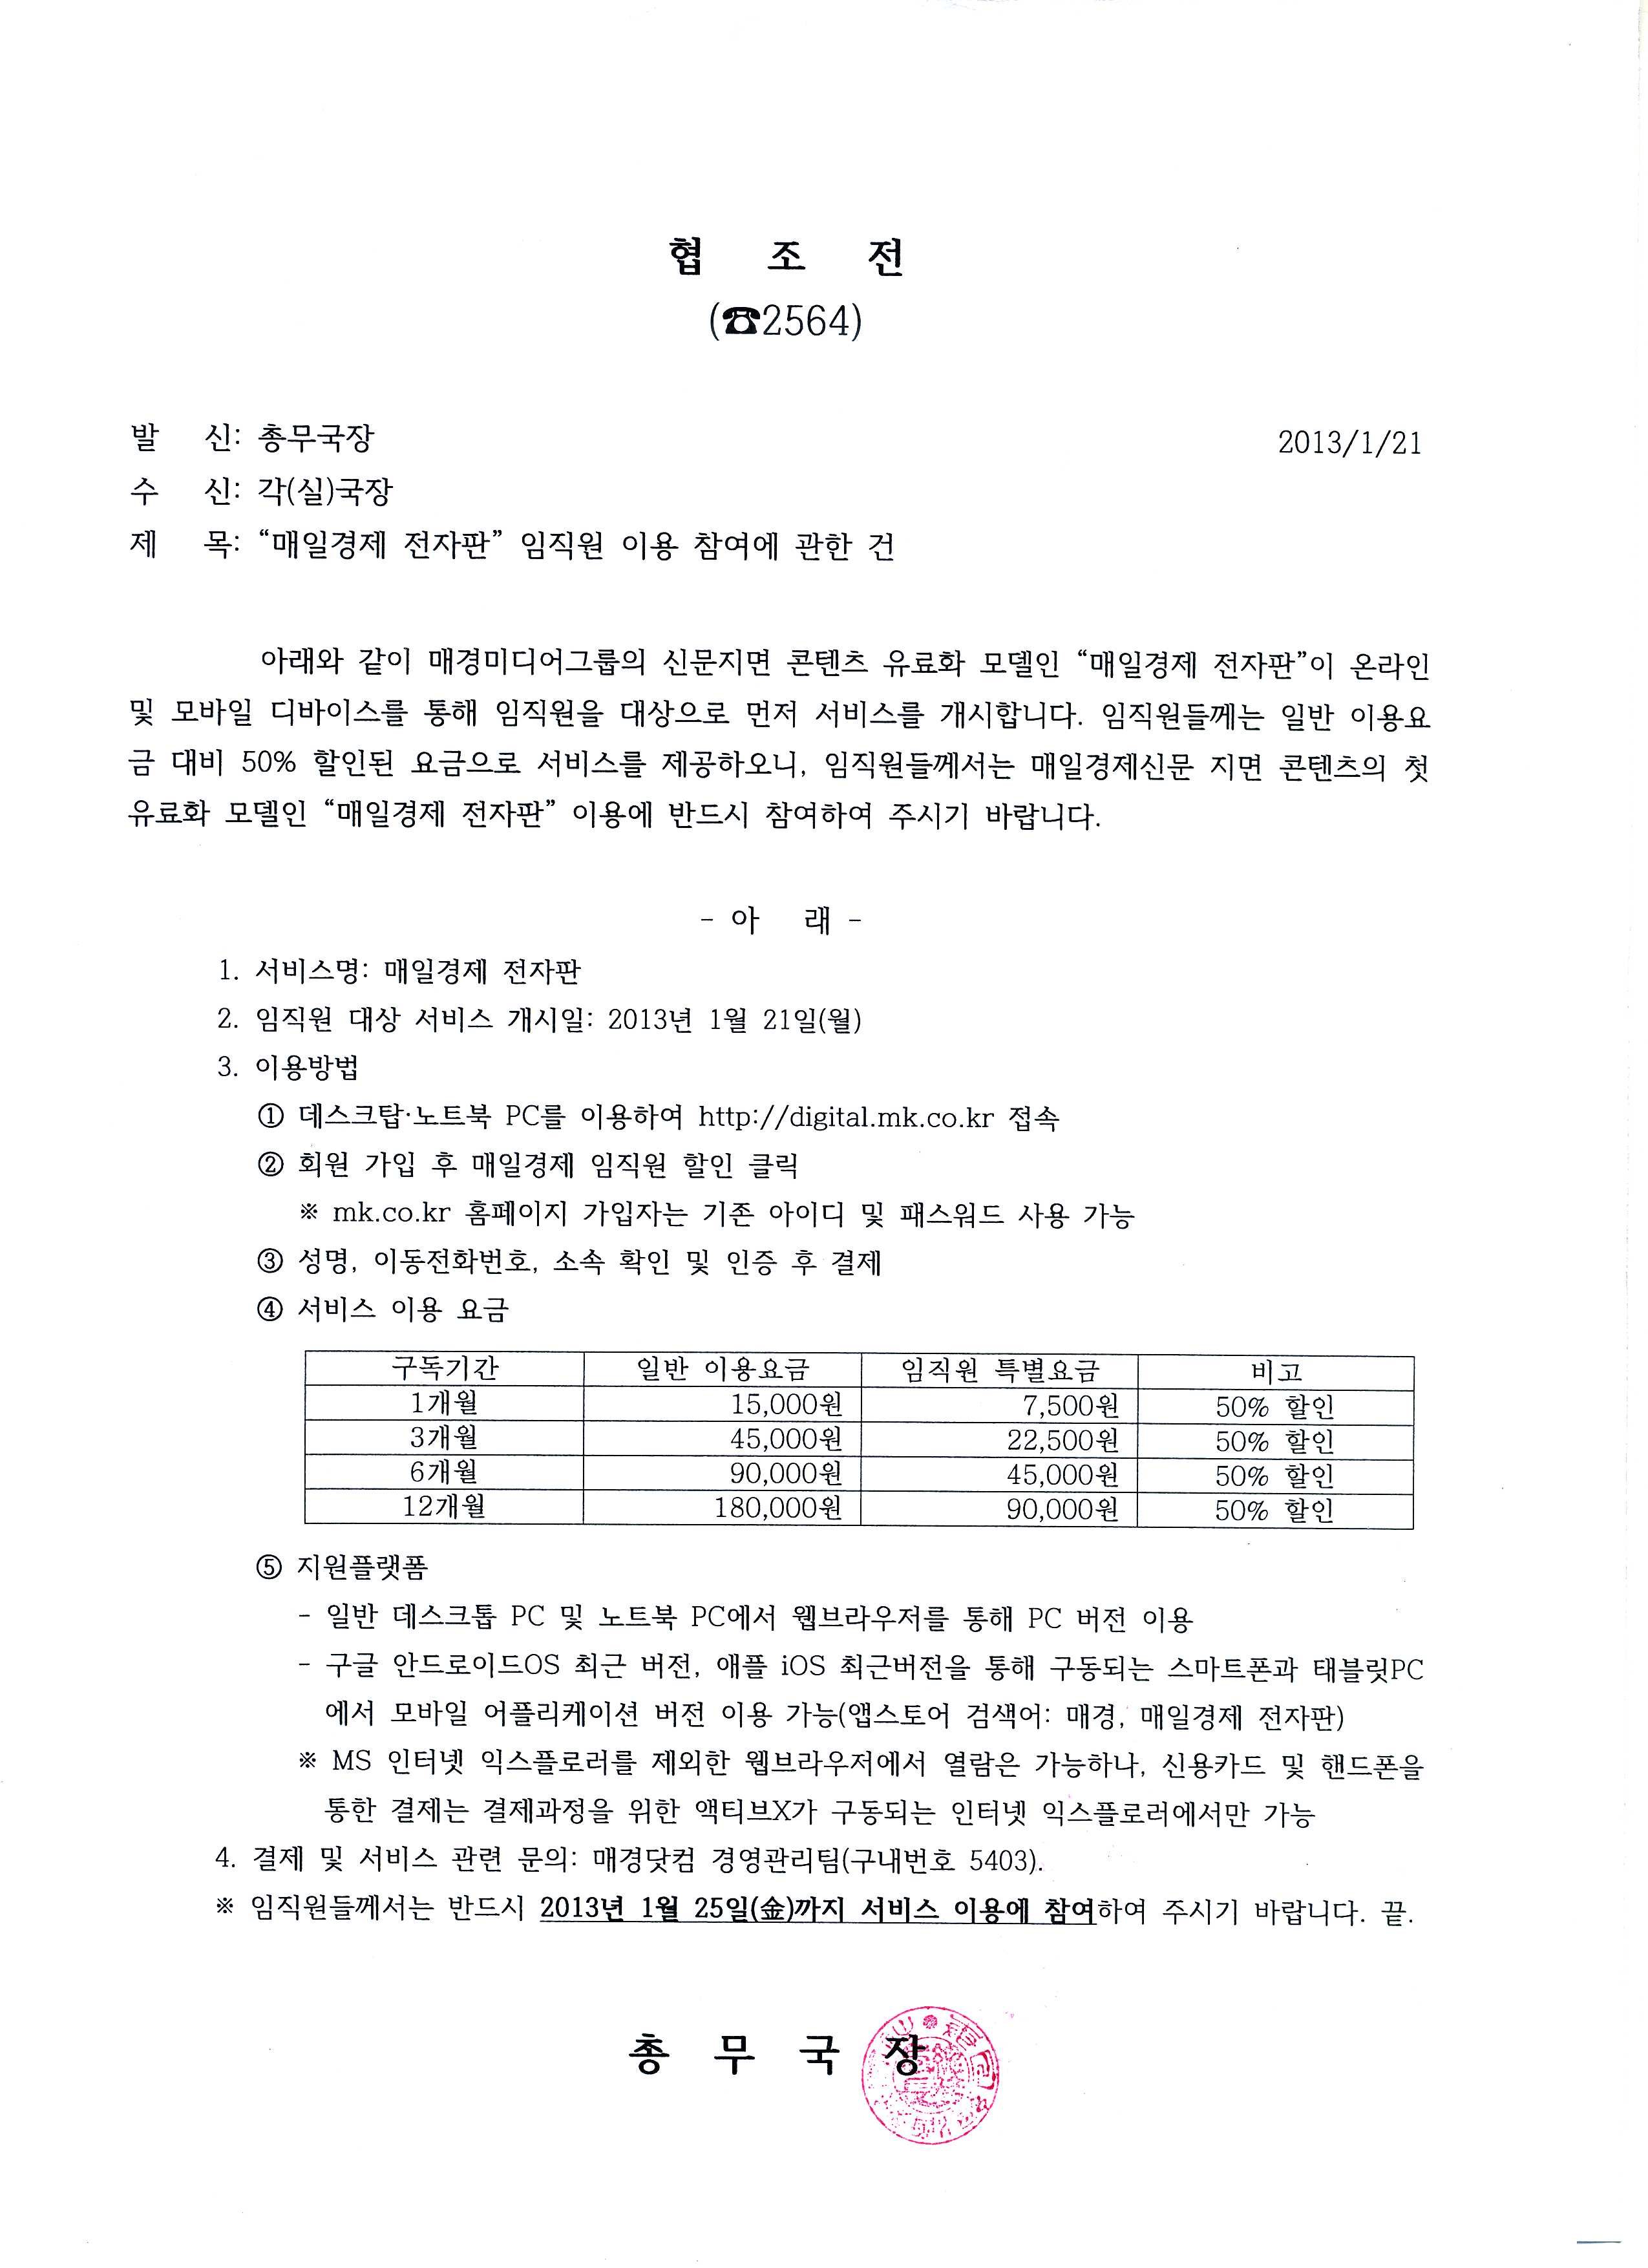 협 조 전
(☎2564)
발 신: 총무국장 2013/1/21
수 신: 각(실)국장
제 목: “매일경제 전자판” 임직원 이용 참여에 관한 건
아래와 같이 매경미디어그룹의 신문지면 콘텐츠 유료화 모델인 “매일경제 전자판”이 온라인
및 모바일 디바이스를 통해 임직원을 대상으로 먼저 서비스를 개시합니다. 임직원들께는 일반 이용요
금 대비 50% 할인된 요금으로 서비스를 제공하오니, 임직원들께서는 매일경제신문 지면 콘텐츠의 첫
유료화 모델인 “매일경제 전자판” 이용에 반드시 참여하여 주시기 바랍니다.
- 아 래 -
1. 서비스명: 매일경제 전자판
2. 임직원 대상 서비스 개시일: 2013년 1월 21일(월)
3. 이용방법
① 데스크탑·노트북 PC를 이용하여 http://digital.mk.co.kr 접속
② 회원 가입 후 매일경제 임직원 할인 클릭
※ mk.co.kr 홈페이지 가입자는 기존 아이디 및 패스워드 사용 가능
③ 성명, 이동전화번호, 소속 확인 및 인증 후 결제
④ 서비스 이용 요금
구독기간 일반 이용요금 임직원 특별요금 비고
1개월 15,000원 7,500원 50% 할인
3개월 45,000원 22,500원 50% 할인
6개월 90,000원 45,000원 50% 할인
12개월 180,000원 90,000원 50% 할인
⑤ 지원플랫폼
- 일반 데스크톱 PC 및 노트북 PC에서 웹브라우저를 통해 PC 버전 이용
- 구글 안드로이드OS 최근 버전, 애플 iOS 최근버전을 통해 구동되는 스마트폰과 태블릿PC
에서 모바일 어플리케이션 버전 이용 가능(앱스토어 검색어: 매경, 매일경제 전자판)
※ MS 인터넷 익스플로러를 제외한 웹브라우저에서 열람은 가능하나, 신용카드 및 핸드폰을
통한 결제는 결제과정을 위한 액티브X가 구동되는 인터넷 익스플로러에서만 가능
4. 결제 및 서비스 관련 문의: 매경닷컴 경영관리팀(구내번호 5403).
※ 임직원들께서는 반드시 2013년 1월 25일(金)까지 서비스 이용에 참여하여 주시기 바랍니다. 끝.
총 무 국 장